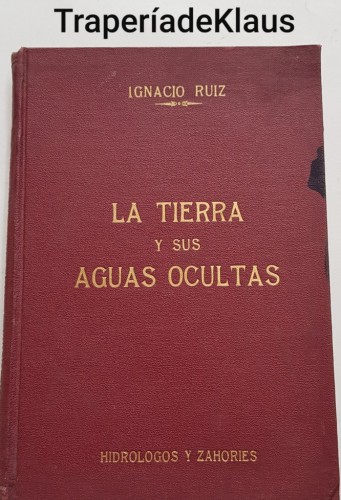 TraperíadeKlaus
IGNACIO RUIZ
LA TIERRA
Y SUS
AGUAS OCULTAS
HIDROLOGOS Y ZAHORIES